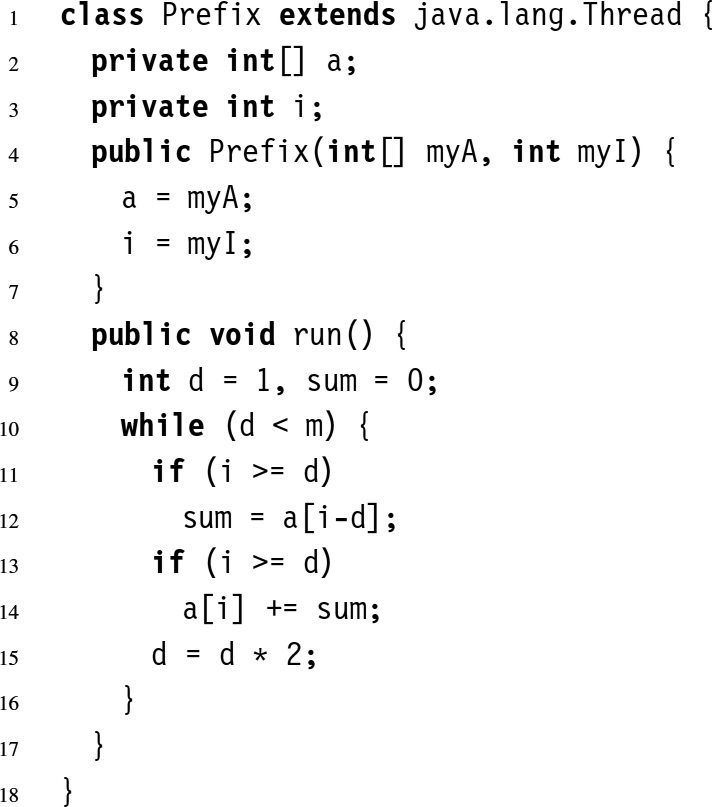 1 class Prefix extends java.lang.Thread {
2 private int[] a;
3 private int i;
4 public Prefix(int[] myA, int myI) {
5 a = myA;
6 i = myI;
7 }
8 public void run() {
9 int d = 1, sum = 0;
10 while (d < m) {
11 if (i >= d)
12 sum = a[i-d];
13 if (i >= d)
14 a[i] += sum;
15 d = d * 2;
16 }
17 }
18 }